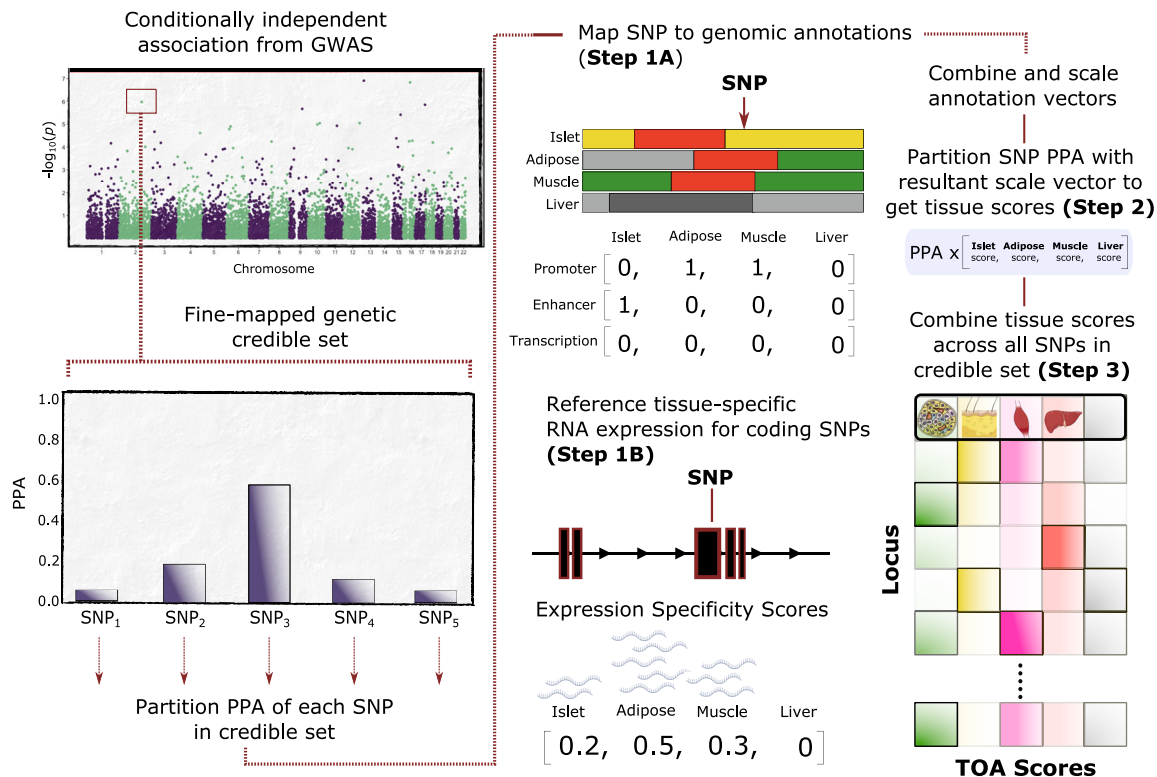 Conditionally independent
association from GWAS
7
6
5
4
3
2
1
-log10(p)
1 2 3 4 5 6 7 8 9 10 11 12 13 14 15 16 17 18 19 20 21 22
Chromosome
Fine-mapped genetic
credible set
1.0
0.8
0.6
0.4
0.2
0.0
PPA
SNP1 SNP2 SNP3 SNP4 SNP5
Partition PPA of each SNP
in credible set
Map SNP to genomic annotations
(Step 1A)
SNP
Islet
Adipose
Muscle
Liver
Islet Adipose Muscle Liver
Promoter [0, 1, 1, 0]
Enhancer [1, 0, 0, 0]
Transcription [0, 0, 0, 0]
Reference tissue-specific
RNA expression for coding SNPs
(Step 1B)
SNP
Expression Specificity Scores
Islet Adipose Muscle Liver
[0.2, 0.5, 0.3, 0]
Combine and scale
annotation vectors
Partition SNP PPA with
resultant scale vector to
get tissue scores (Step 2)
PPA x [Islet score, Adipose score, Muscle score, Liver score]
Combine tissue scores
across all SNPs in
credible set (Step 3)
Locus
TOA Scores